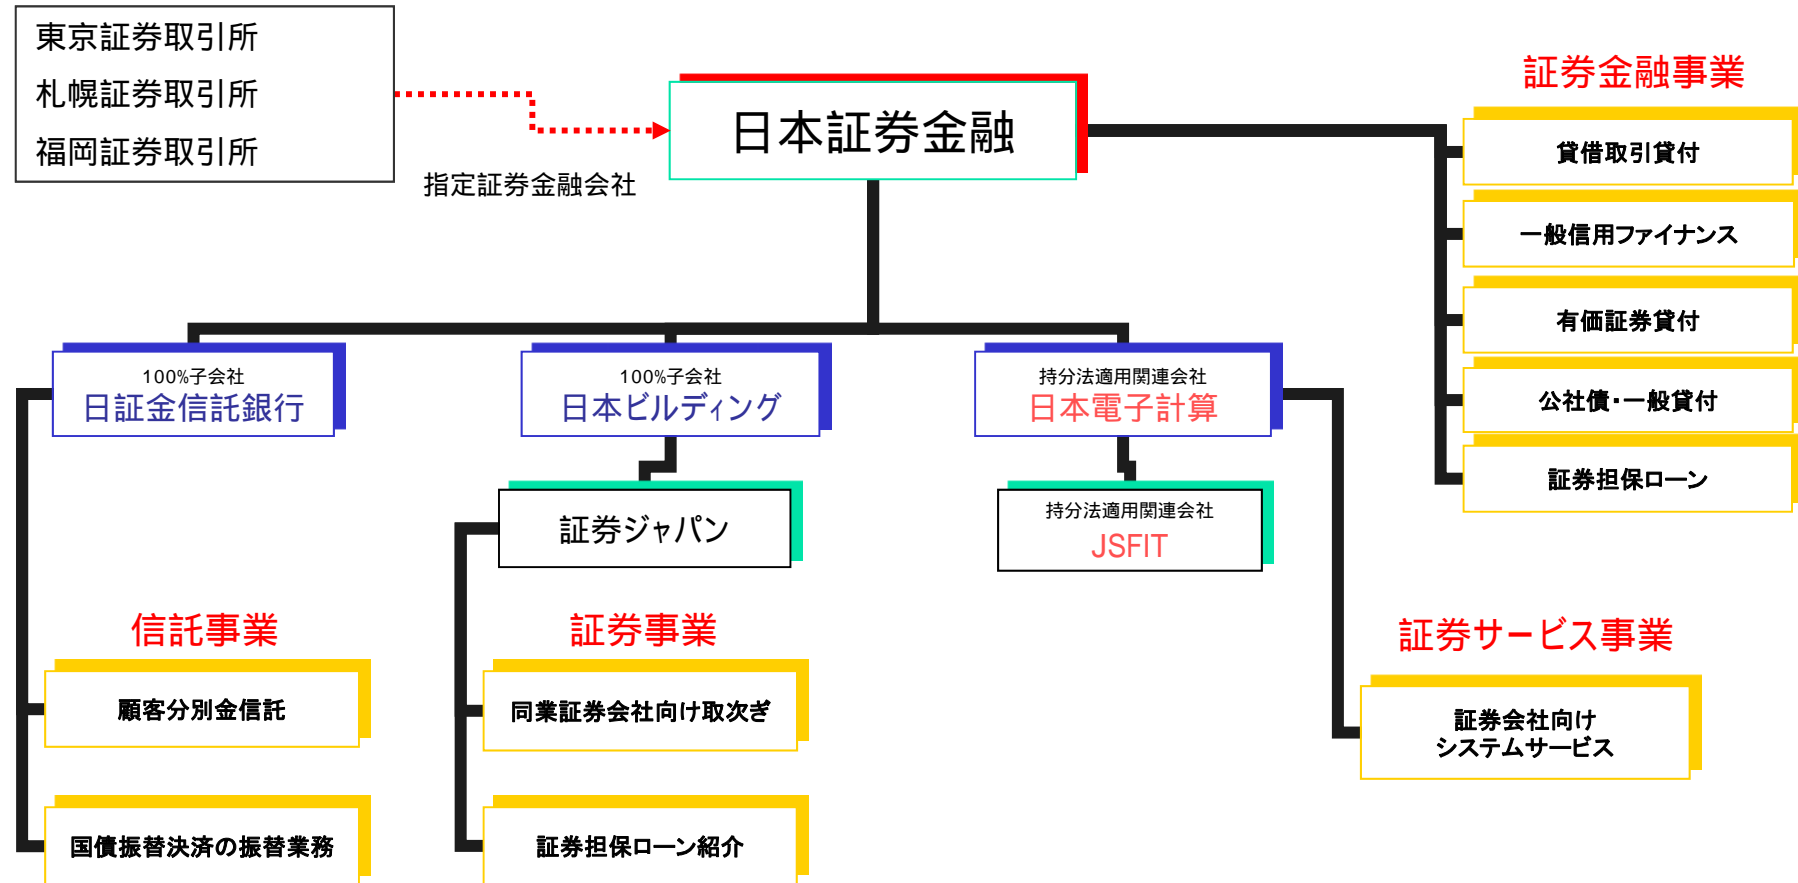 東京証券取引所
札幌証券取引所
福岡証券取引所
指定証券金融会社
日本証券金融
証券金融事業
貸借取引貸付
一般信用ファイナンス
有価証券貸付
公社債・一般貸付
証券担保ローン
100%子会社
日証金信託銀行
100%子会社
日本ビルディング
持分法適用関連会社
日本電子計算
証券ジャパン
持分法適用関連会社
JSFIT
信託事業
顧客分別金信託
国債振替決済の振替業務
証券事業
同業証券会社向け取次ぎ
証券担保ローン紹介
証券サービス事業
証券会社向け
システムサービス